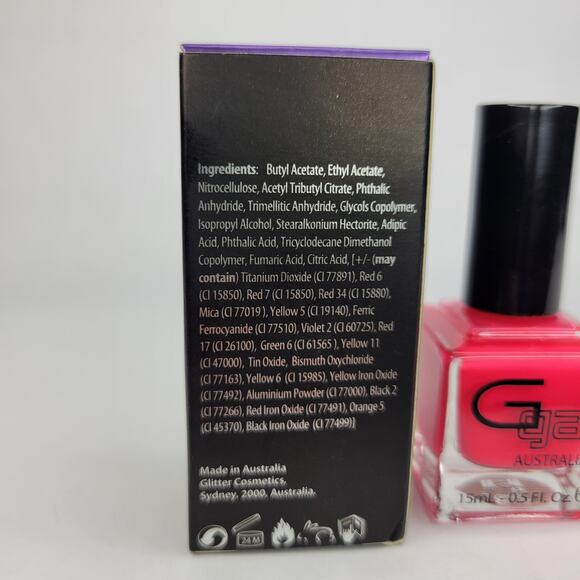 Ingredients: Butyl Acetate, Ethyl Acetate,
Nitrocellulose, Acetyl Tributyl Citrate, Phthalic
Anhydride, Trimellitic Anhydride, Glycols Copolymer,
Isopropyl Alcohol, Stearalkonium Hectorite, Adipic
Acid, Phthalic Acid, Tricyclodecane Dimethanol
Copolymer, Fumaric Acid, Citric Acid, [+/- (may
contain) Titanium Dioxide (CI 77891), Red 6
(CI 15850), Red 7 (CI 15850), Red 34 (CI 15880),
Mica (CI 77019 ), Yellow 5 (CI 19140), Ferric
Ferrocyanide (CI 77510), Violet 2 (CI 60725), Red
17 (CI 26100), Green 6 (CI 61565 ), Yellow 11
(CI 47000), Tin Oxide, Bismuth Oxychloride
(CI 77163), Yellow 6 (CI 15985), Yellow Iron Oxide
(CI 77492), Aluminium Powder (CI 77000), Black 2
(CI 77266), Red Iron Oxide (CI 77491), Orange 5
(CI 45370), Black Iron Oxide (CI 77499)]
Made in Australia
Glitter Cosmetics.
Sydney, 2000, Australia.
24 M
G
ga
AUSTRALIA
15mL - 0.5 Fl. Oz